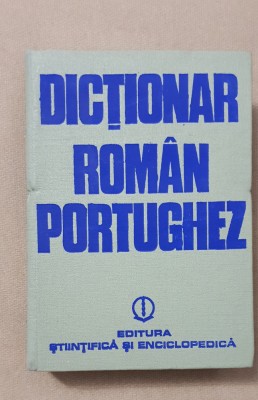 DICȚIONAR
ROMÂN
PORTUGHEZ
EDITURA
ȘTIINȚIFICĂ ȘI ENCICLOPEDICĂ